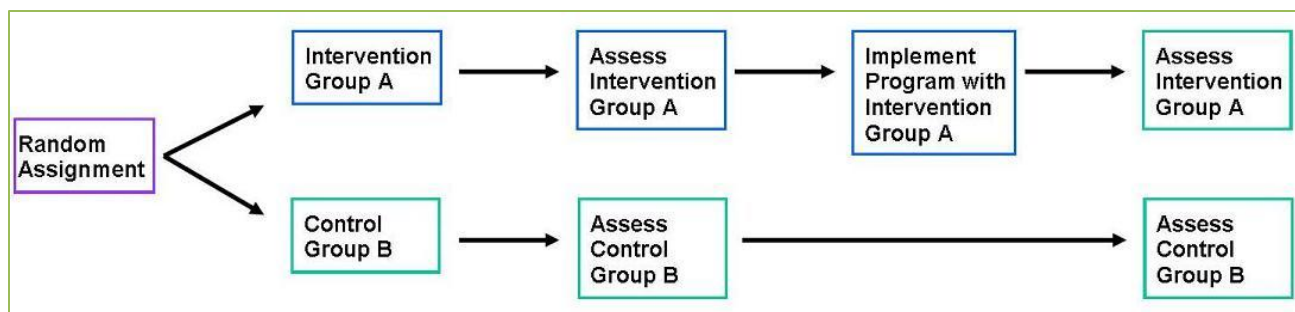 Random
Assignment
Intervention
Group A
Assess
Intervention
Group A
Implement
Program with
Intervention
Group A
Assess
Intervention
Group A
Control
Group B
Assess
Control
Group B
Assess
Control
Group B